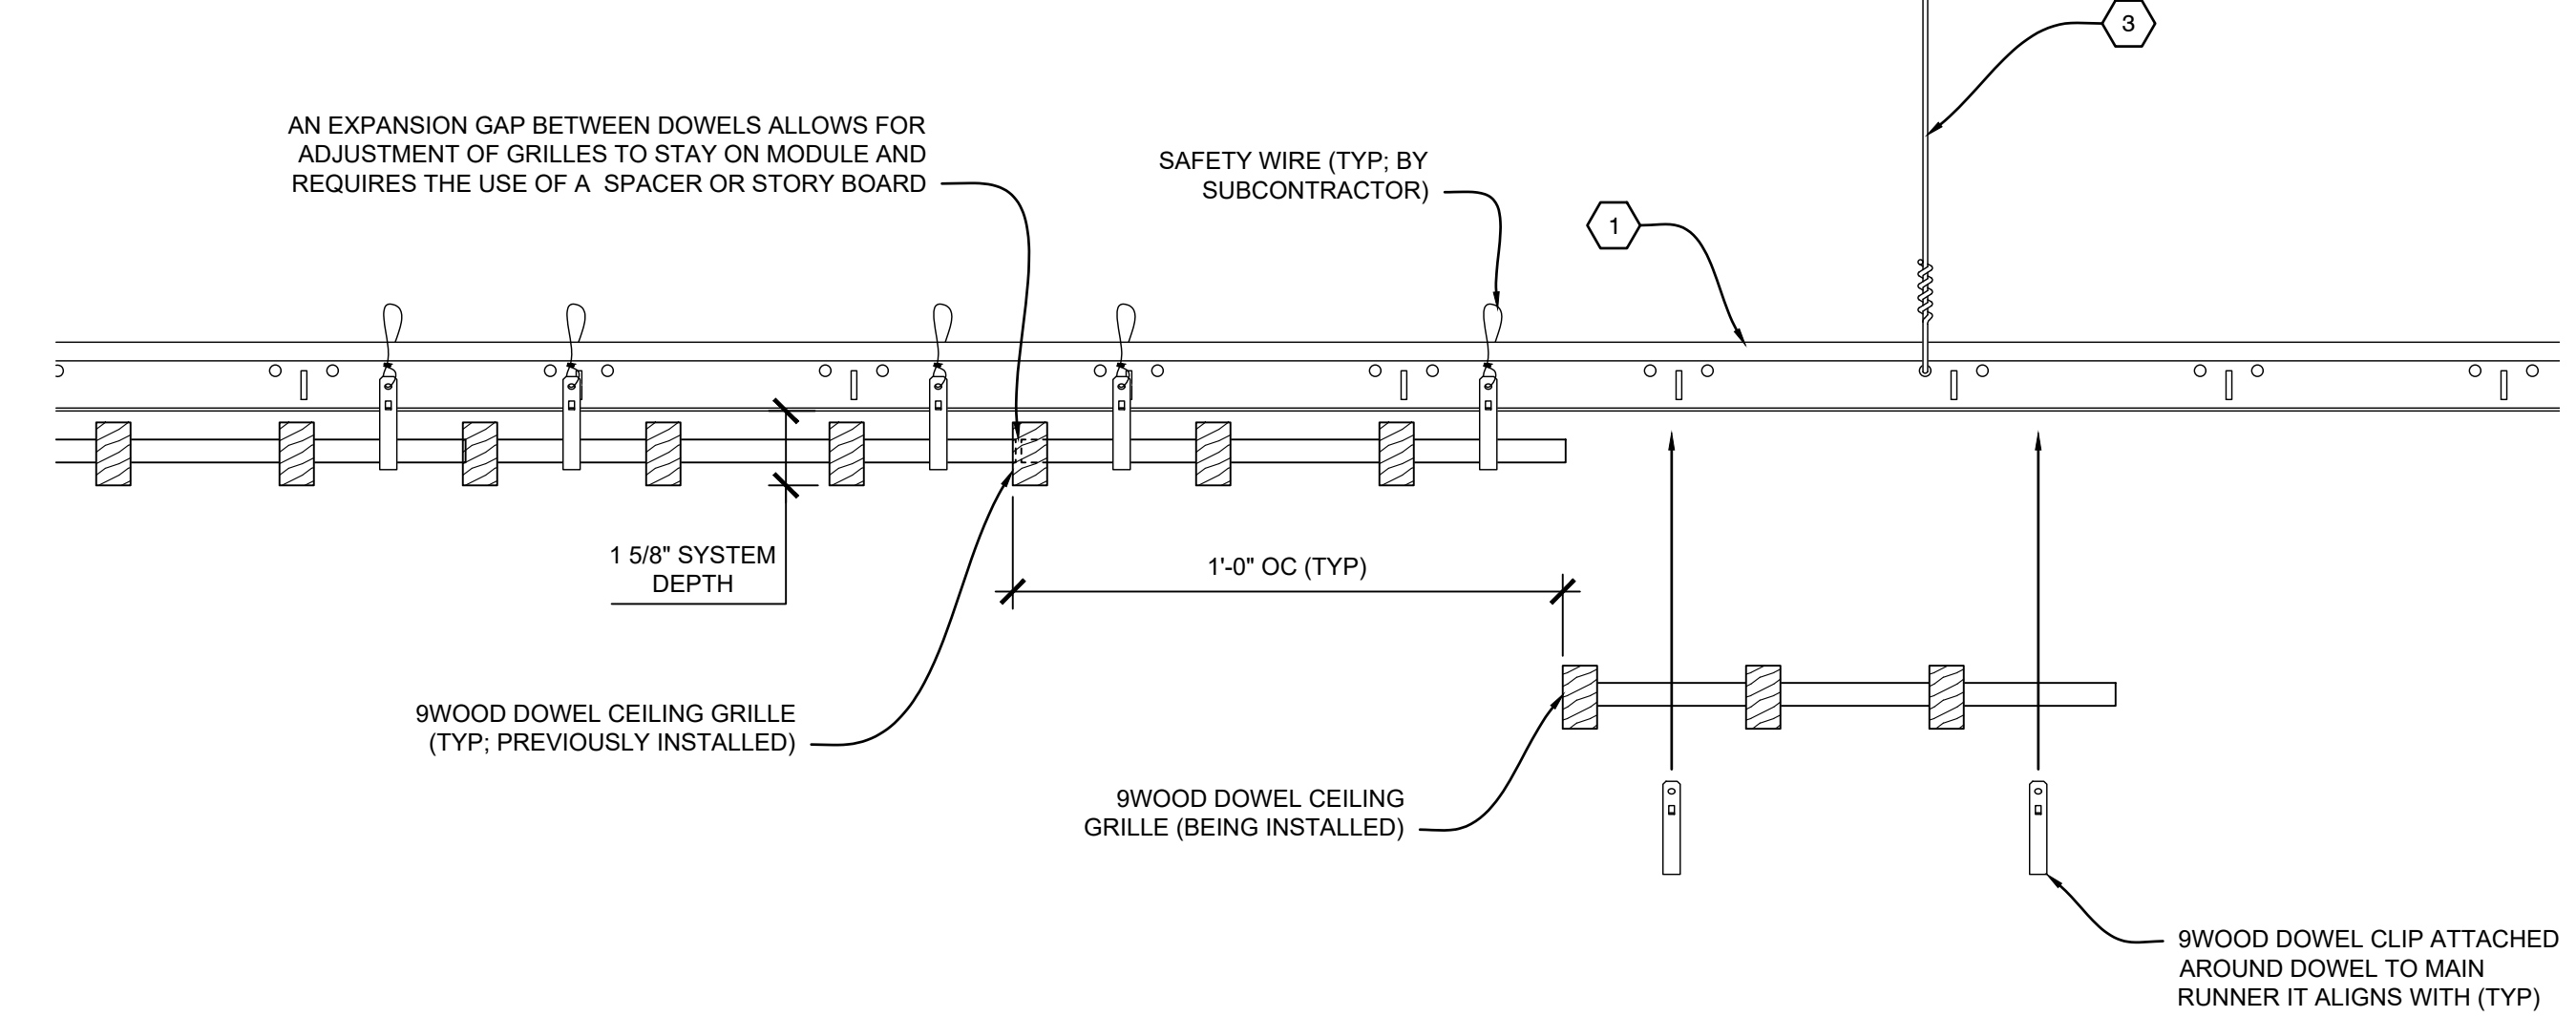 3
AN EXPANSION GAP BETWEEN DOWELS ALLOWS FOR
ADJUSTMENT OF GRILLES TO STAY ON MODULE AND
REQUIRES THE USE OF A SPACER OR STORY BOARD
SAFETY WIRE (TYP; BY
SUBCONTRACTOR)
1
1 5/8" SYSTEM
DEPTH
1'-0" OC (TYP)
9WOOD DOWEL CEILING GRILLE
(TYP; PREVIOUSLY INSTALLED)
9WOOD DOWEL CEILING
GRILLE (BEING INSTALLED)
9WOOD DOWEL CLIP ATTACHED
AROUND DOWEL TO MAIN
RUNNER IT ALIGNS WITH (TYP)